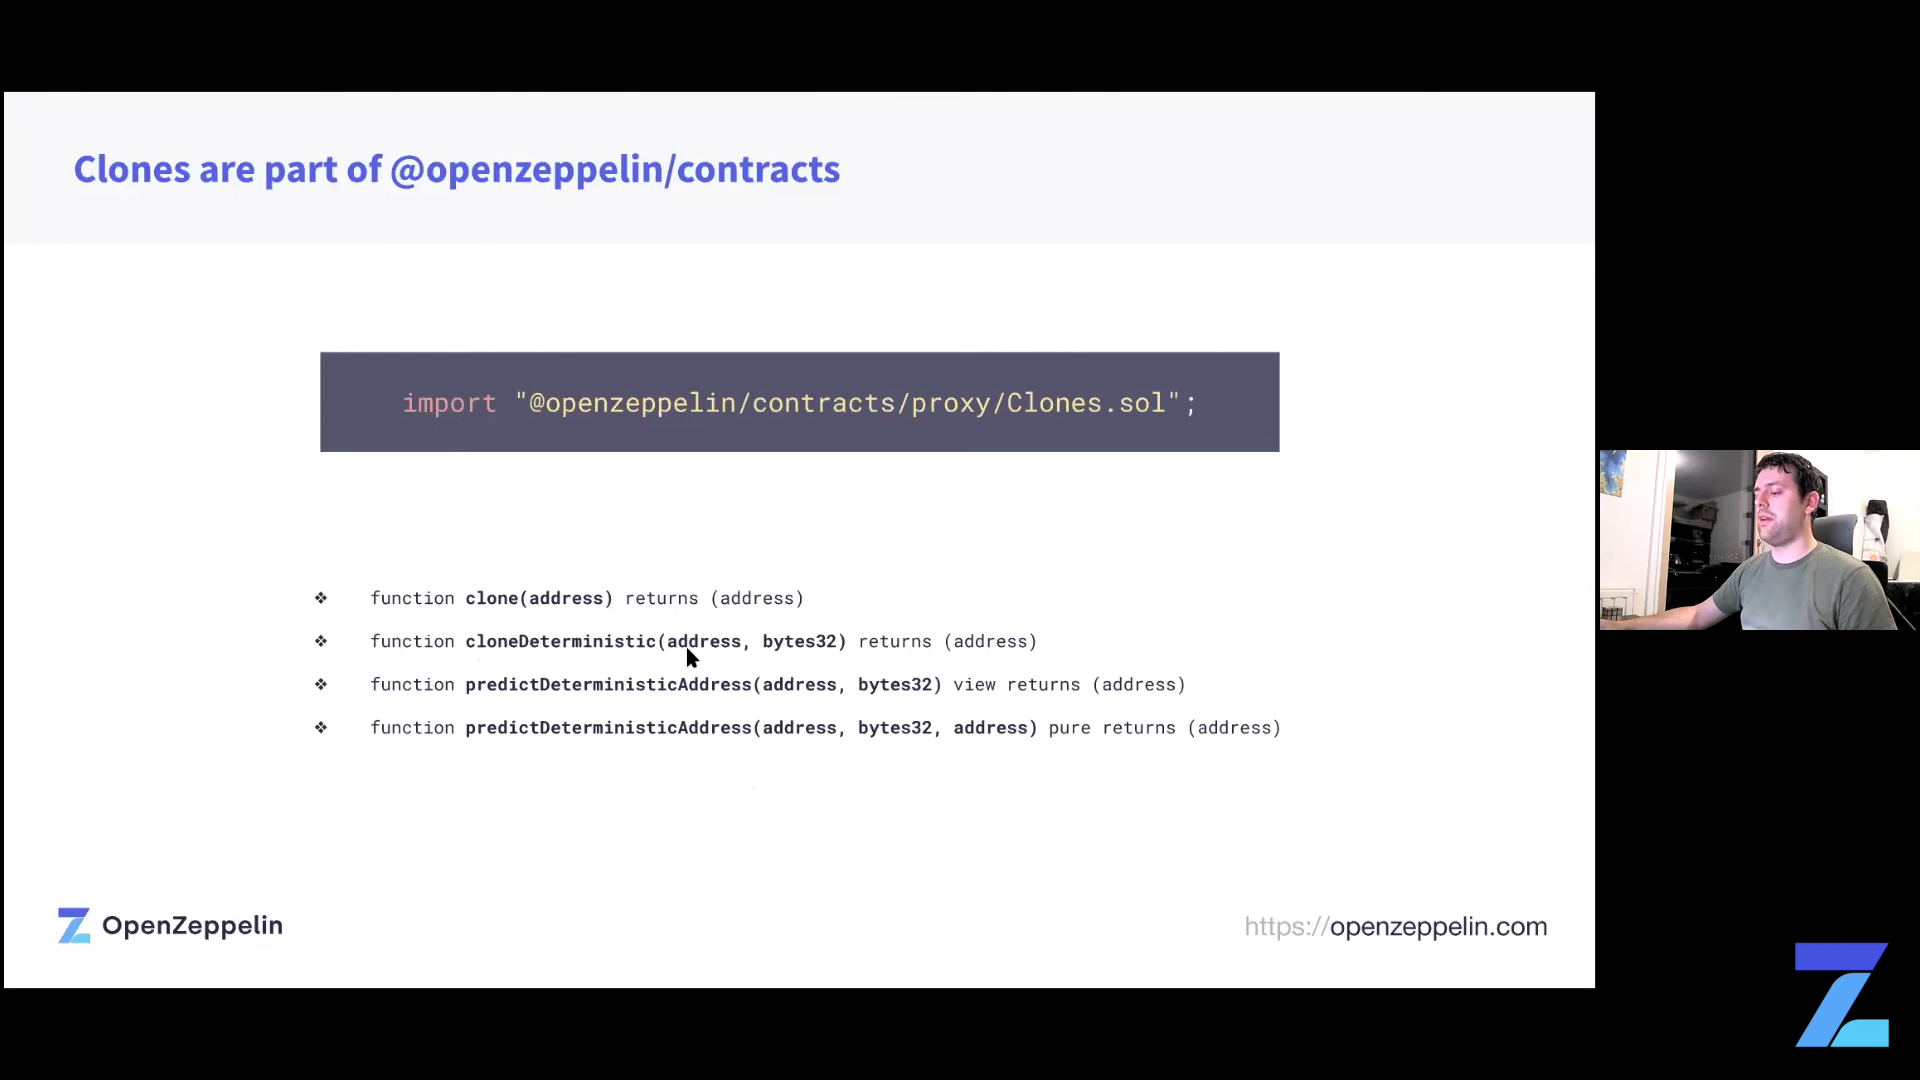 Clones are part of @openzeppelin/contracts
import "@openzeppelin/contracts/proxy/Clones.sol";
❖ function clone(address) returns (address)
❖ function cloneDeterministic(address, bytes32) returns (address)
❖ function predictDeterministicAddress(address, bytes32) view returns (address)
❖ function predictDeterministicAddress(address, bytes32, address) pure returns (address)
OpenZeppelin
https://openzeppelin.com